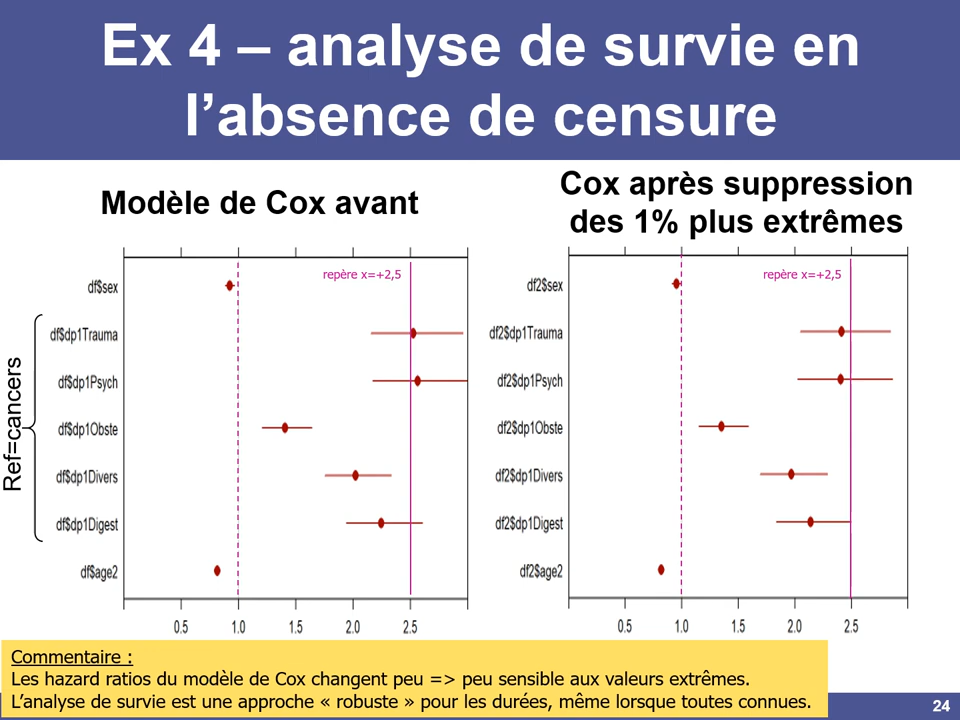 Ex 4 – analyse de survie en
l’absence de censure
Modèle de Cox avant
repère x=+2,5
df$sex
df$dp1Trauma
df$dp1Psych
df$dp1Obste
df$dp1Divers
df$dp1Digest
df$age2
Ref=cancers
0.5 1.0 1.5 2.0 2.5
Cox après suppression
des 1% plus extrêmes
repère x=+2,5
df2$sex
df2$dp1Trauma
df2$dp1Psych
df2$dp1Obste
df2$dp1Divers
df2$dp1Digest
df2$age2
0.5 1.0 1.5 2.0 2.5
Commentaire :
Les hazard ratios du modèle de Cox changent peu => peu sensible aux valeurs extrêmes.
L’analyse de survie est une approche « robuste » pour les durées, même lorsque toutes connues.
24